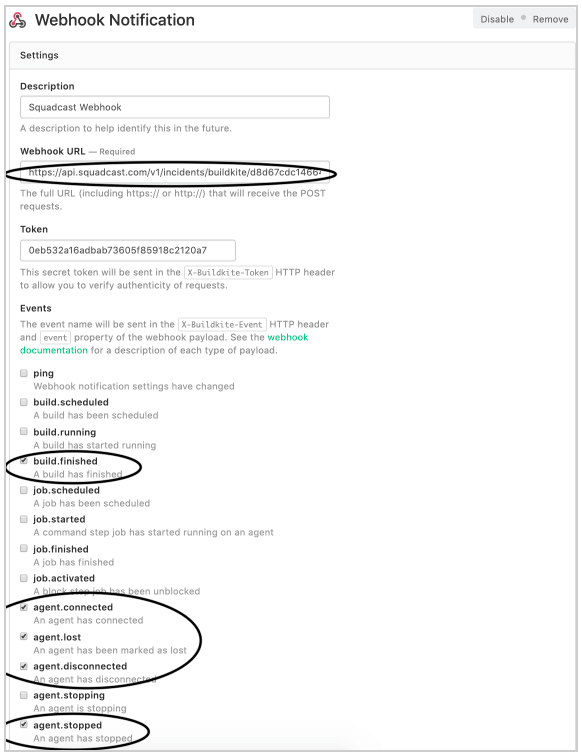 Webhook Notification
Disable • Remove
Settings
Description
Squadcast Webhook
A description to help identify this in the future.
Webhook URL — Required
https://api.squadcast.com/v1/incidents/buildkite/d8d67cdc1466
The full URL (including https:// or http://) that will receive the POST
requests.
Token
0eb532a16adbab73605f85918c2120a7
This secret token will be sent in the X-Buildkite-Token HTTP header
to allow you to verify authenticity of requests.
Events
The event name will be sent in the X-Buildkite-Event HTTP header
and event property of the webhook payload. See the webhook
documentation for a description of each type of payload.
ping
Webhook notification settings have changed
build.scheduled
A build has been scheduled
build.running
A build has started running
build.finished
A build has finished
job.scheduled
A job has been scheduled
job.started
A command step job has started running on an agent
job.finished
A job has finished
job.activated
A block step job has been unblocked
agent.connected
An agent has connected
agent.lost
An agent has been marked as lost
agent.disconnected
An agent has disconnected
agent.stopping
An agent is stopping
agent.stopped
An agent has stopped